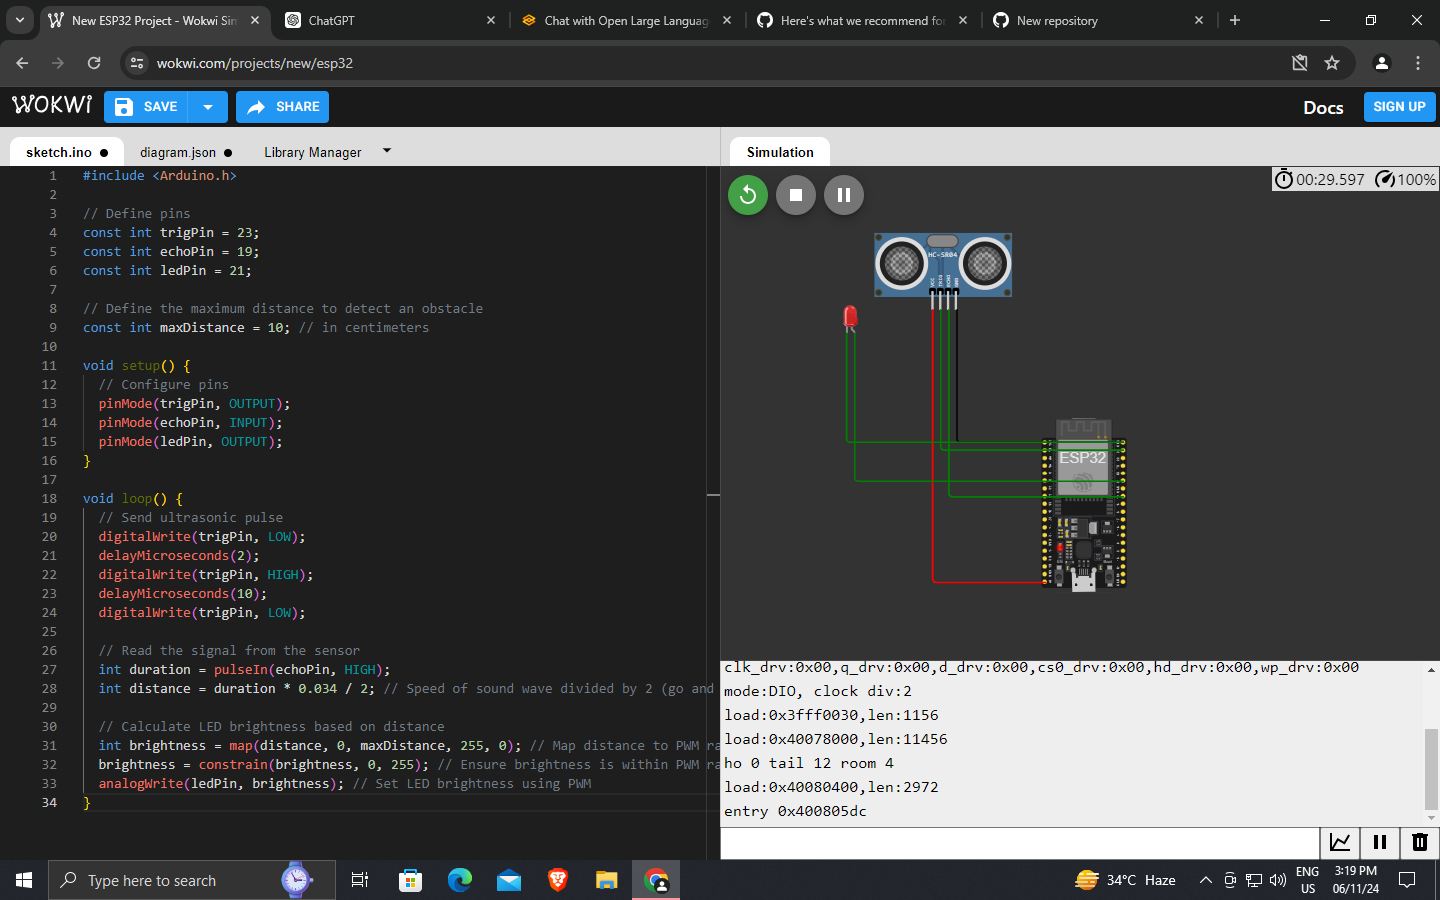 New ESP32 Project - Wokwi Sim
ChatGPT
Chat with Open Large Languag
Here's what we recommend for
New repository
wokwi.com/projects/new/esp32
WOKWI
SAVE
SHARE
Docs
SIGN UP
sketch.ino
diagram.json
Library Manager
Simulation
1 #include <Arduino.h>
2
3 // Define pins
4 const int trigPin = 23;
5 const int echoPin = 19;
6 const int ledPin = 21;
7
8 // Define the maximum distance to detect an obstacle
9 const int maxDistance = 10; // in centimeters
10
11 void setup() {
12 // Configure pins
13 pinMode(trigPin, OUTPUT);
14 pinMode(echoPin, INPUT);
15 pinMode(ledPin, OUTPUT);
16 }
17
18 void loop() {
19 // Send ultrasonic pulse
20 digitalWrite(trigPin, LOW);
21 delayMicroseconds(2);
22 digitalWrite(trigPin, HIGH);
23 delayMicroseconds(10);
24 digitalWrite(trigPin, LOW);
25
26 // Read the signal from the sensor
27 int duration = pulseIn(echoPin, HIGH);
28 int distance = duration * 0.034 / 2; // Speed of sound wave divided by 2 (go and
29
30 // Calculate LED brightness based on distance
31 int brightness = map(distance, 0, maxDistance, 255, 0); // Map distance to PWM ra
32 brightness = constrain(brightness, 0, 255); // Ensure brightness is within PWM ra
33 analogWrite(ledPin, brightness); // Set LED brightness using PWM
34 }
00:29.597
100%
HC-SR04
VCC
TRIG
ECHO
GND
ESP32
clk_drv:0x00,q_drv:0x00,d_drv:0x00,cs0_drv:0x00,hd_drv:0x00,wp_drv:0x00
mode:DIO, clock div:2
load:0x3fff0030,len:1156
load:0x40078000,len:11456
ho 0 tail 12 room 4
load:0x40080400,len:2972
entry 0x400805dc
Type here to search
34°C Haze
ENG
US
3:19 PM
06/11/24